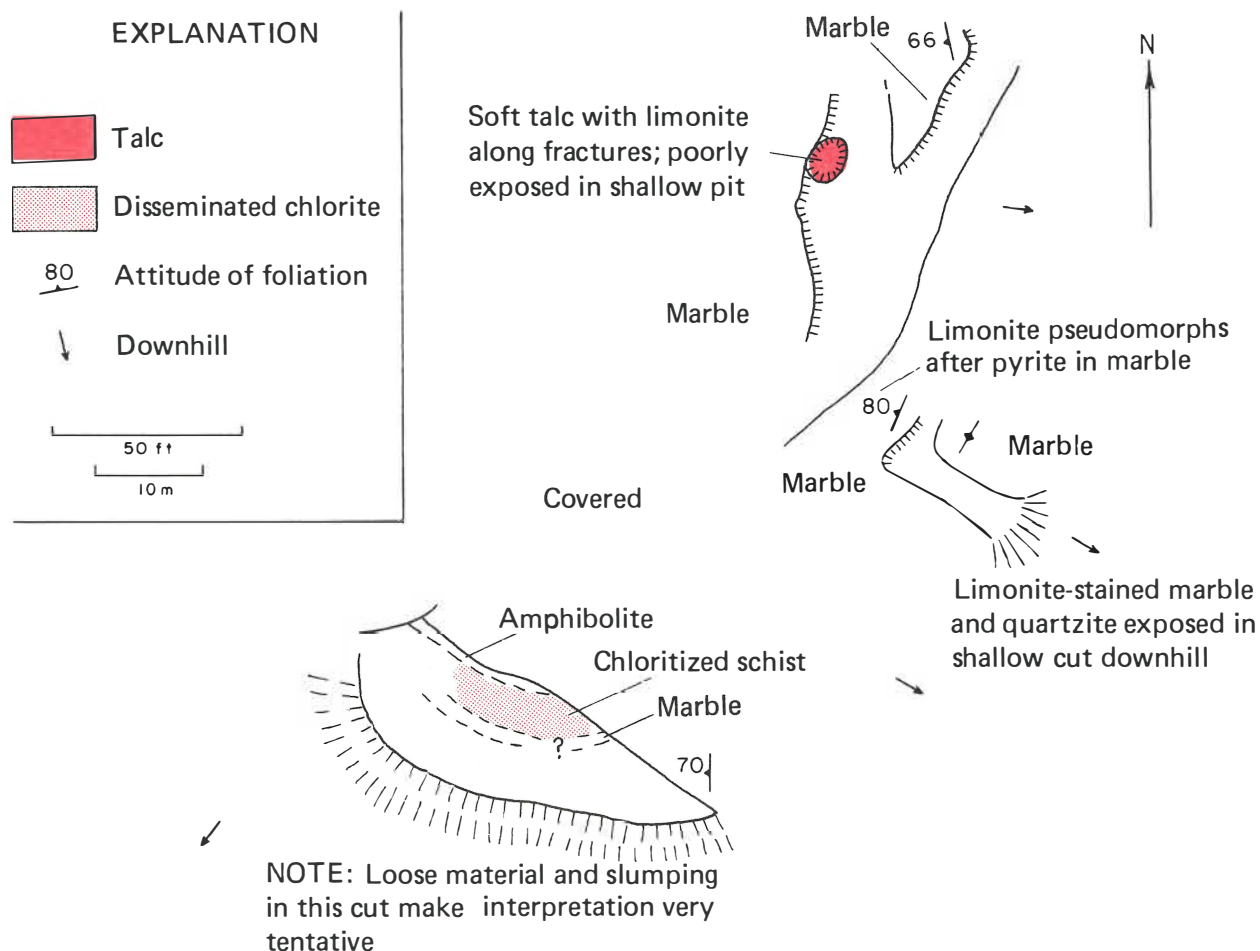 EXPLANATION
Talc
Disseminated chlorite
80
Attitude of foliation
Downhill
50 ft
10 m
Marble
66
N
Soft talc with limonite
along fractures; poorly
exposed in shallow pit
Marble
Limonite pseudomorphs
after pyrite in marble
80
Marble
Marble
Covered
Limonite-stained marble
and quartzite exposed in
shallow cut downhill
Amphibolite
Chloritized schist
Marble
?
70
NOTE: Loose material and slumping
in this cut make interpretation very
tentative